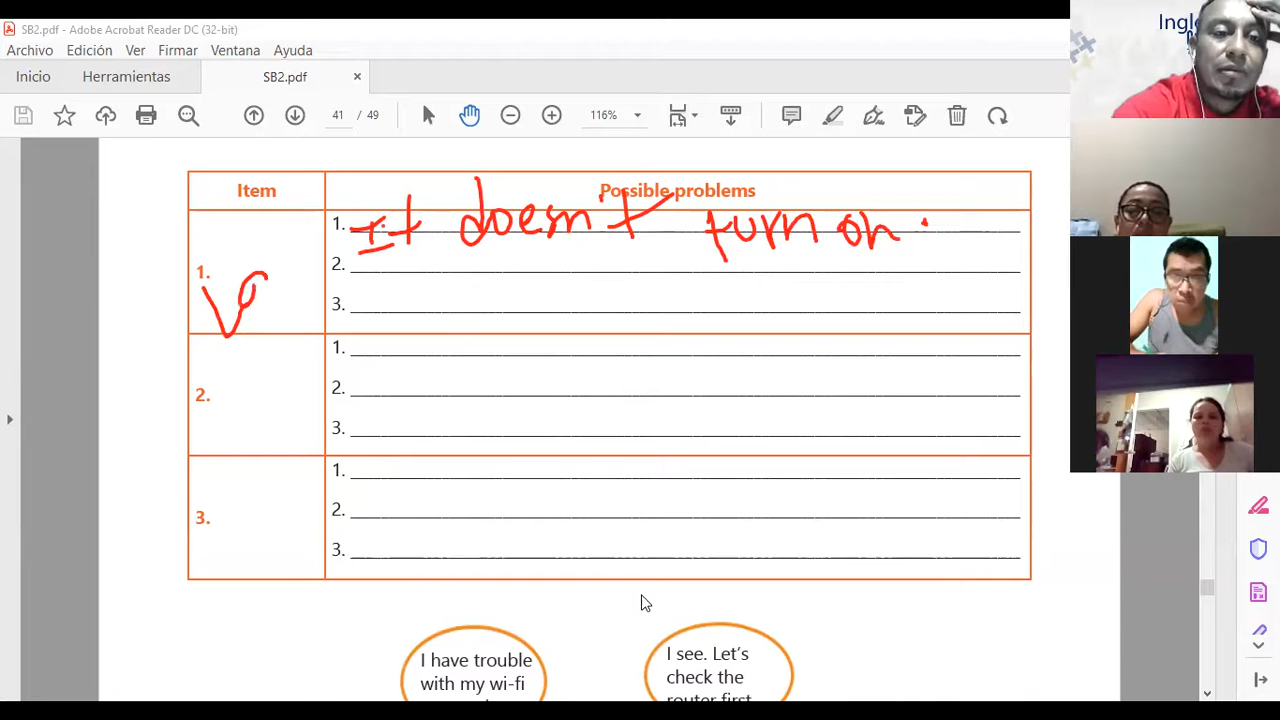 SB2.pdf - Adobe Acrobat Reader DC (32-bit)
Archivo Edición Ver Firmar Ventana Ayuda
Inicio Herramientas SB2.pdf ×
41 / 49 116%
Item Possible problems
1.
1. It doesn't turn on.
2.
3.
2.
1.
2.
3.
3.
1.
2.
3.
I have trouble
with my wi-fi
I see. Let's
check the
router first